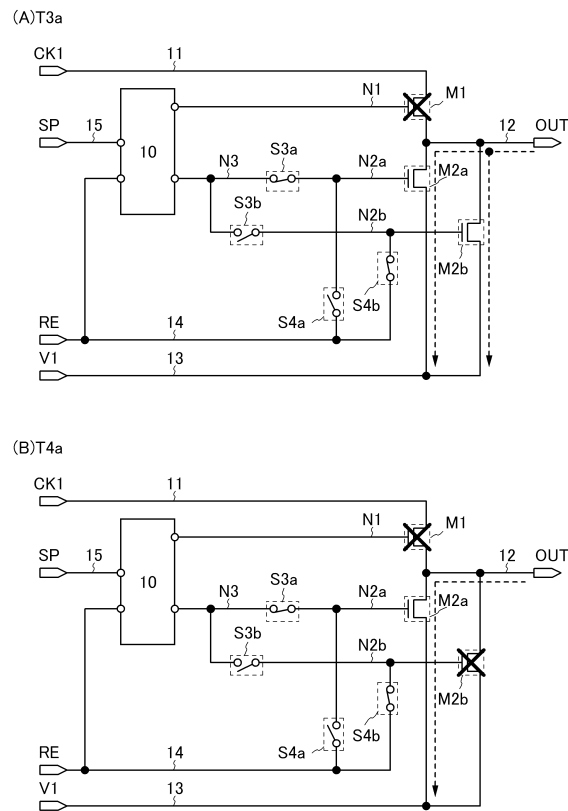 (A)T3a
CK1
11
N1
M1
SP
15
10
12
OUT
N3
S3a
N2a
M2a
S3b
N2b
M2b
S4a
S4b
RE
14
V1
13
(B)T4a
CK1
11
N1
M1
SP
15
10
12
OUT
N3
S3a
N2a
M2a
S3b
N2b
M2b
S4a
S4b
RE
14
V1
13